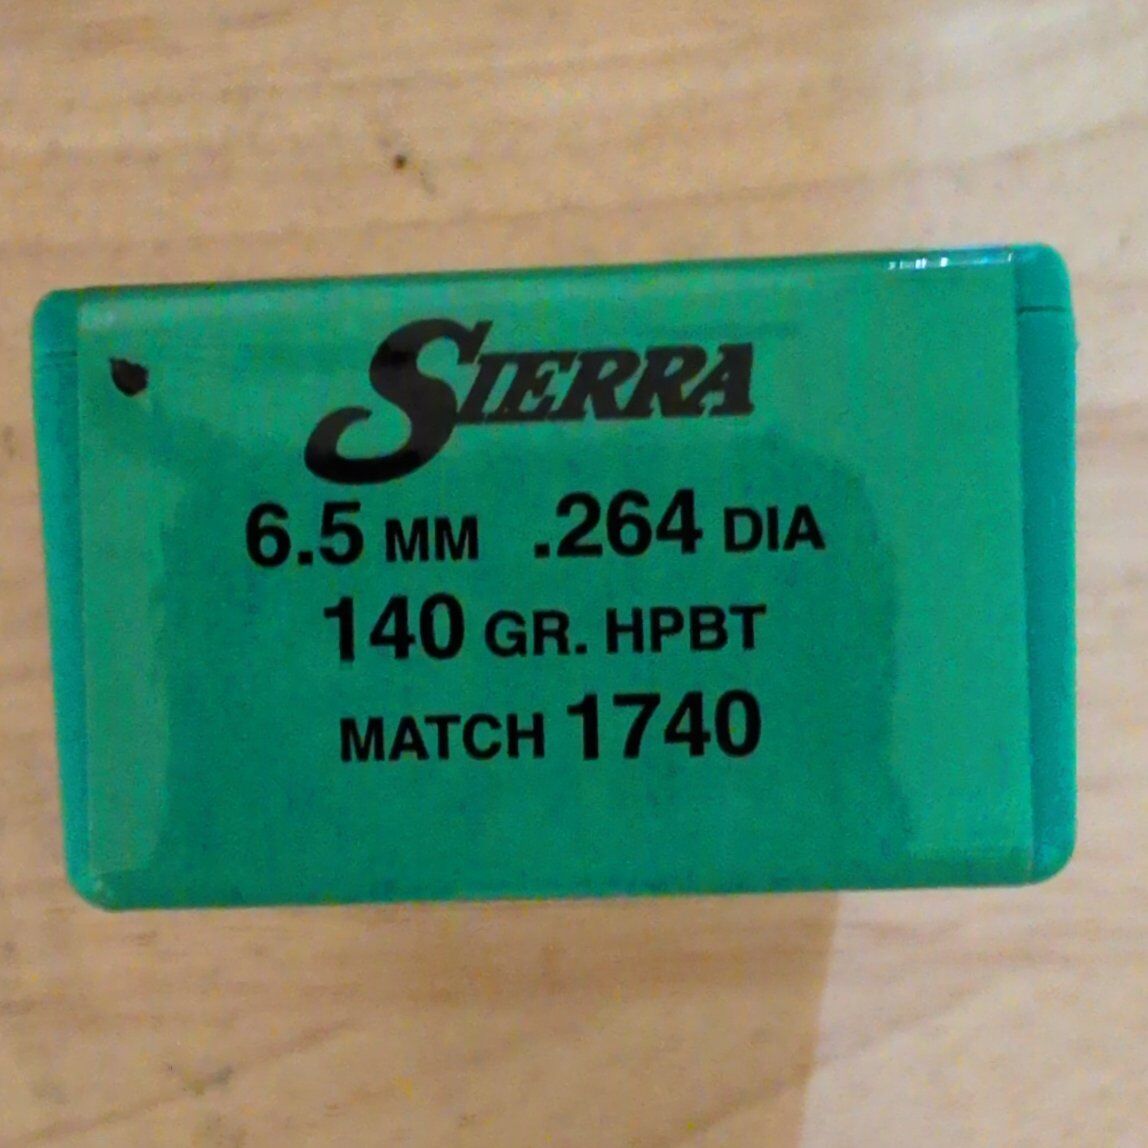 SIERRA
6.5 MM .264 DIA
140 GR. HPBT
MATCH 1740